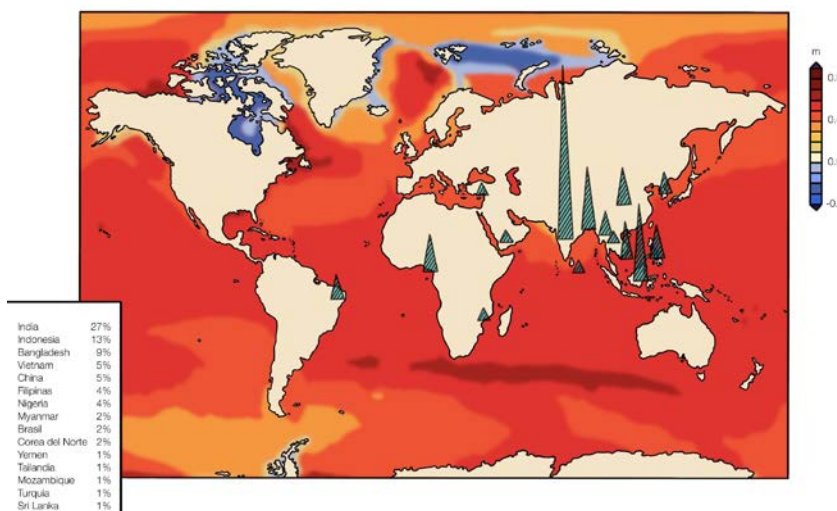 m
India 27%
Indonesia 13%
Bangladesh 9%
Vietnam 5%
China 5%
Filipinas 4%
Nigeria 4%
Myanmar 2%
Brasil 2%
Corea del Norte 2%
Yemen 1%
Tailandia 1%
Mozambique 1%
Turquia 1%
Sri Lanka 1%